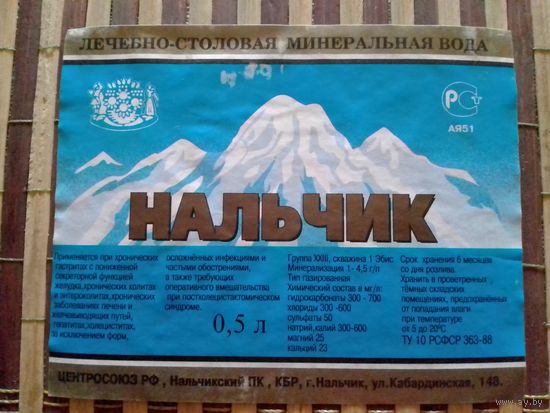 ЛЕЧЕБНО-СТОЛОВАЯ МИНЕРАЛЬНАЯ ВОДА
РСТ
АЯ51
НАЛЬЧИК
Применяется при хронических
гастритах с пониженной
секреторной функцией
желудка, хронических колитах
и энтероколитах, хронических
заболеваниях печени и
желчевыводящих путей,
гепатитах, холециститах,
за исключением форм,
осложнённых инфекциями и
частыми обострениями,
а также требующих
оперативного вмешательства
при постхолецистэктомическом
синдроме.
0,5 л
Группа XXIII, скважина 1 Эбис
Минерализация 1- 4,5 г/л
Тип газированная
Химический состав в мг/л:
гидрокарбонаты 300 - 700
хлориды 300 - 600
сульфаты 50
натрий,калий 300-600
магний 25
кальций 23
Срок хранения 6 месяцев
со дня розлива.
Хранить в проветренных
тёмных складских
помещениях, предохранённых
от попадания влаги
при температуре
от 5 до 20°С
ТУ 10 РСФСР 363-88
ЦЕНТРОСОЮЗ РФ , Нальчикский ПК , КБР, г. Нальчик, ул.Кабардинская, 148.
www.ay.by